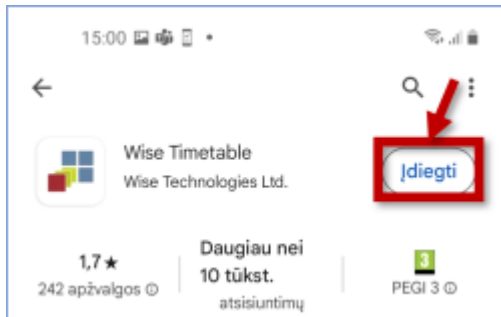 15:00
Wise Timetable
Wise Technologies Ltd.
Įdiegti
1,7★
242 apžvalgos
Daugiau nei
10 tūkst.
atsisiuntimų
3
PEGI 3